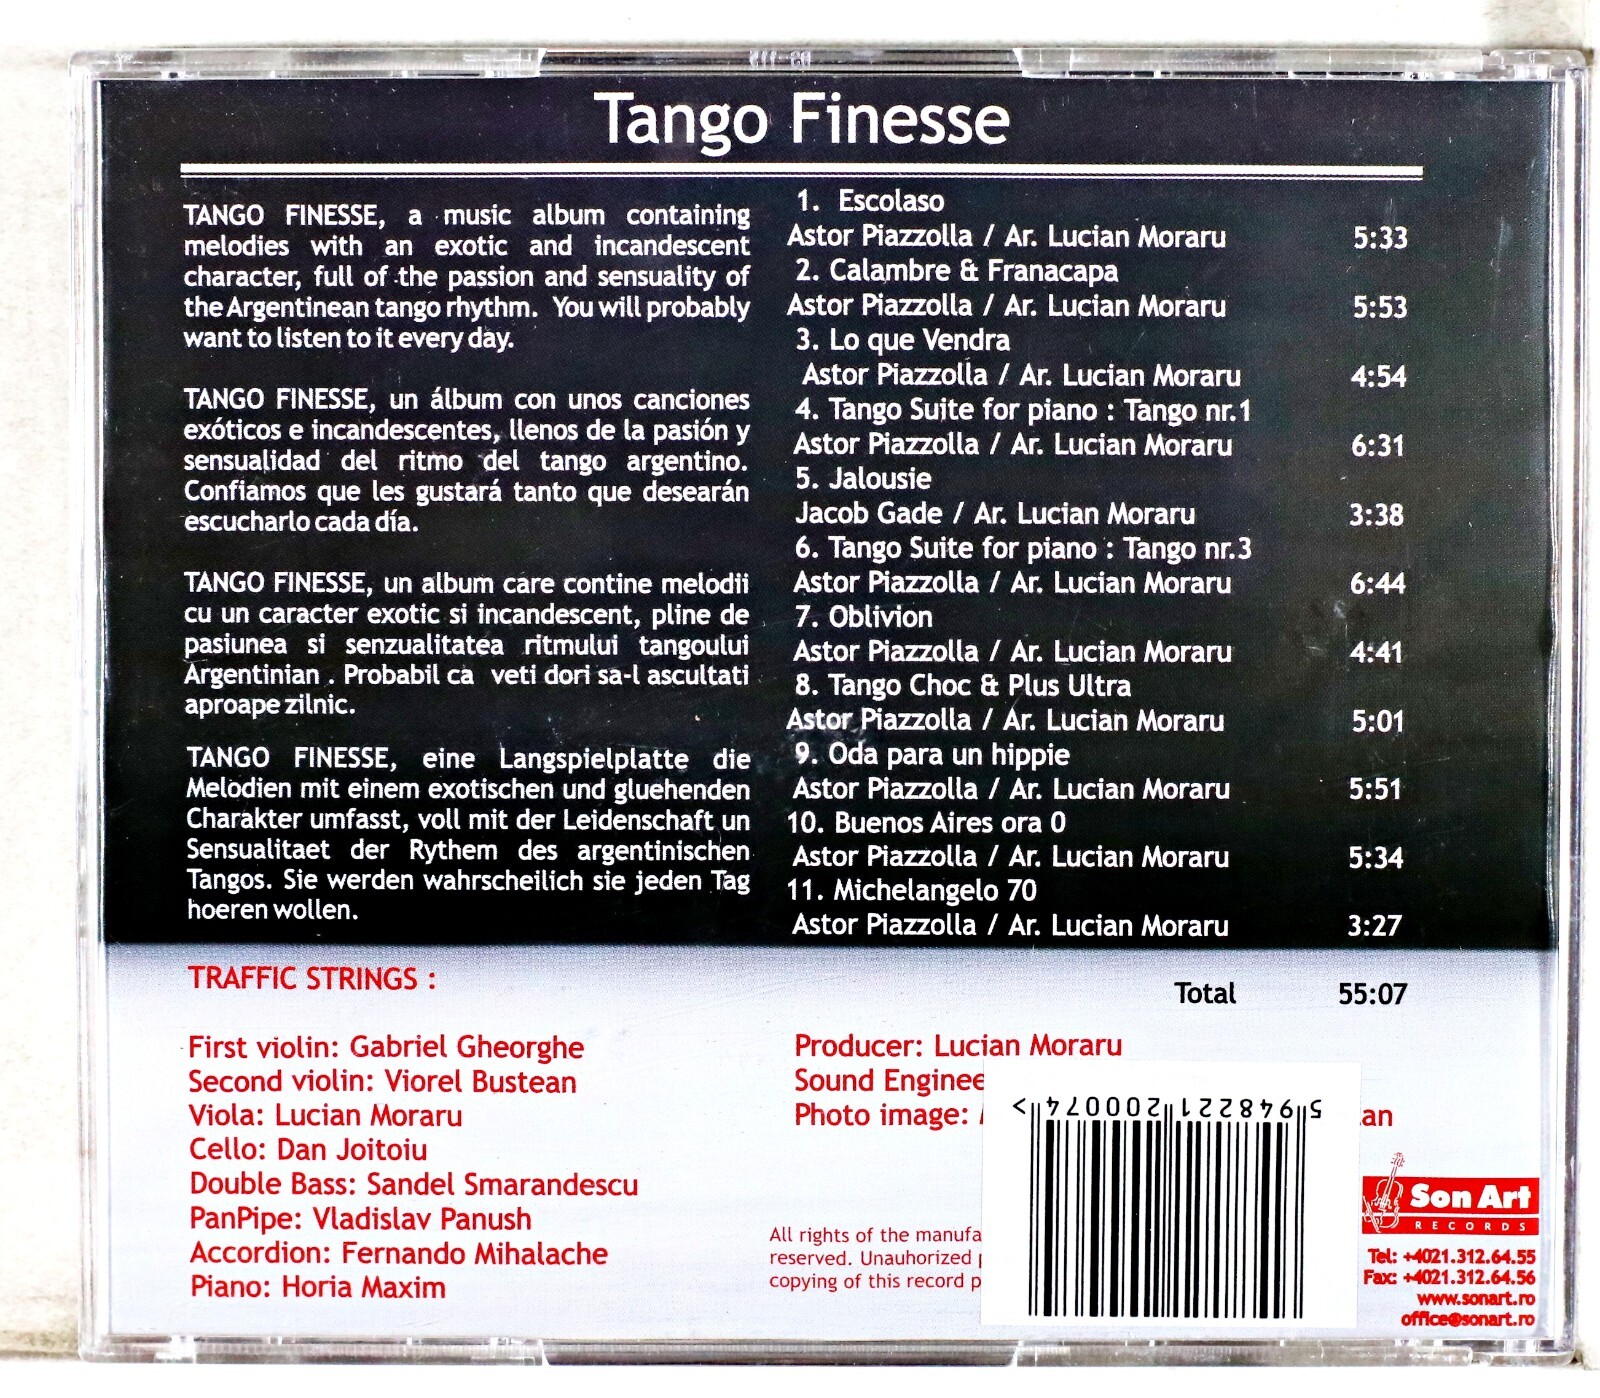 Tango Finesse
TANGO FINESSE, a music album containing
melodies with an exotic and incandescent
character, full of the passion and sensuality of
the Argentinean tango rhythm. You will probably
want to listen to it every day.
TANGO FINESSE, un álbum con unos canciones
exóticos e incandescentes, llenos de la pasión y
sensualidad del ritmo del tango argentino.
Confiamos que les gustará tanto que desearán
escucharlo cada día.
TANGO FINESSE, un album care contine melodii
cu un caracter exotic si incandescent, pline de
pasiunea si senzualitatea ritmului tangoului
Argentinian . Probabil ca veti dori sa-l ascultati
aproape zilnic.
TANGO FINESSE, eine Langspielplatte die
Melodien mit einem exotischen und gluehenden
Charakter umfasst, voll mit der Leidenschaft un
Sensualitaet der Rythem des argentinischen
Tangos. Sie werden wahrscheilich sie jeden Tag
hoeren wollen.
1. Escolaso
Astor Piazzolla / Ar. Lucian Moraru 5:33
2. Calambre & Franacapa
Astor Piazzolla / Ar. Lucian Moraru 5:53
3. Lo que Vendra
Astor Piazzolla / Ar. Lucian Moraru 4:54
4. Tango Suite for piano : Tango nr.1
Astor Piazzolla / Ar. Lucian Moraru 6:31
5. Jalousie
Jacob Gade / Ar. Lucian Moraru 3:38
6. Tango Suite for piano : Tango nr.3
Astor Piazzolla / Ar. Lucian Moraru 6:44
7. Oblivion
Astor Piazzolla / Ar. Lucian Moraru 4:41
8. Tango Choc & Plus Ultra
Astor Piazzolla / Ar. Lucian Moraru 5:01
9. Oda para un hippie
Astor Piazzolla / Ar. Lucian Moraru 5:51
10. Buenos Aires ora 0
Astor Piazzolla / Ar. Lucian Moraru 5:34
11. Michelangelo 70
Astor Piazzolla / Ar. Lucian Moraru 3:27
Total 55:07
TRAFFIC STRINGS :
First violin: Gabriel Gheorghe
Second violin: Viorel Bustean
Viola: Lucian Moraru
Cello: Dan Joitoiu
Double Bass: Sandel Smarandescu
PanPipe: Vladislav Panush
Accordion: Fernando Mihalache
Piano: Horia Maxim
Producer: Lucian Moraru
Sound Enginee
Photo image:
5 948221 200074 >
All rights of the manufa
reserved. Unauhorized
copying of this record p
Son Art
RECORDS
Tel: +4021.312.64.55
Fax: +4021.312.64.56
www.sonart.ro
office@sonart.ro